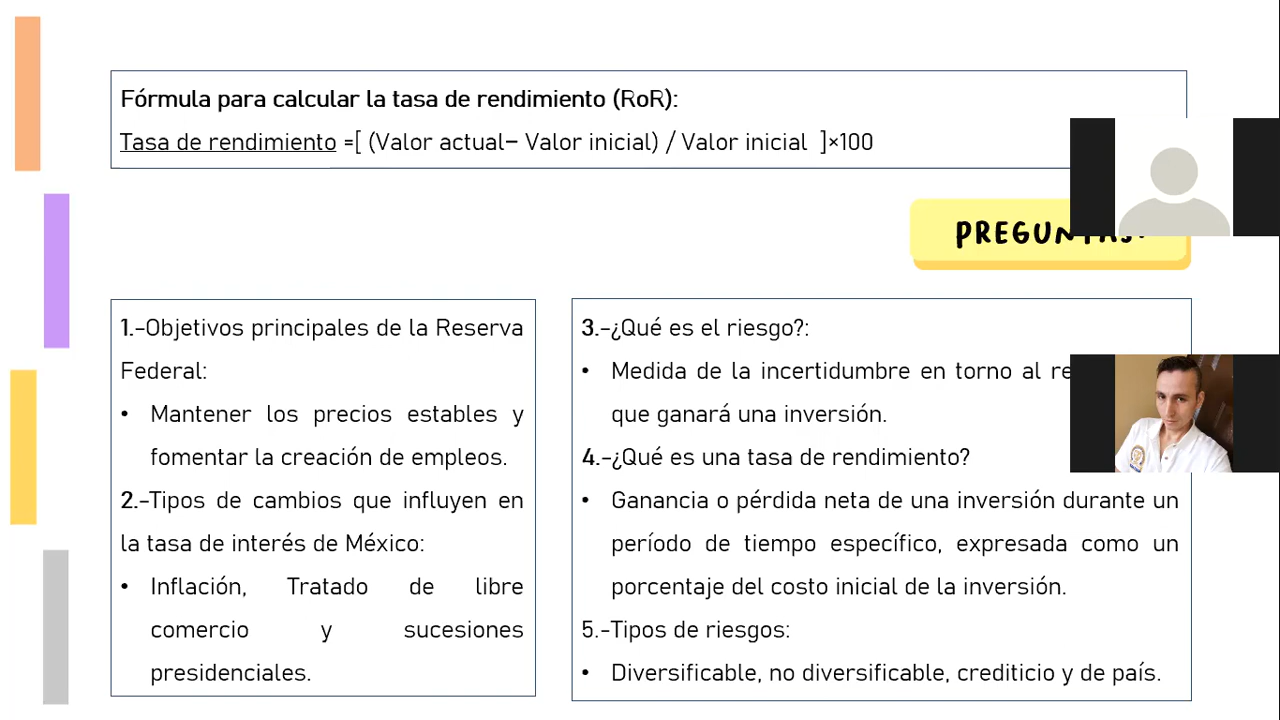 Fórmula para calcular la tasa de rendimiento (RoR):
Tasa de rendimiento =[ (Valor actual− Valor inicial) / Valor inicial ]×100
1.-Objetivos principales de la Reserva
Federal:
• Mantener los precios estables y
fomentar la creación de empleos.
2.-Tipos de cambios que influyen en
la tasa de interés de México:
• Inflación, Tratado de libre
comercio y sucesiones
presidenciales.
3.-¿Qué es el riesgo?:
• Medida de la incertidumbre en torno al
que ganará una inversión.
4.-¿Qué es una tasa de rendimiento?
• Ganancia o pérdida neta de una inversión durante un
período de tiempo específico, expresada como un
porcentaje del costo inicial de la inversión.
5.-Tipos de riesgos:
• Diversificable, no diversificable, crediticio y de país.